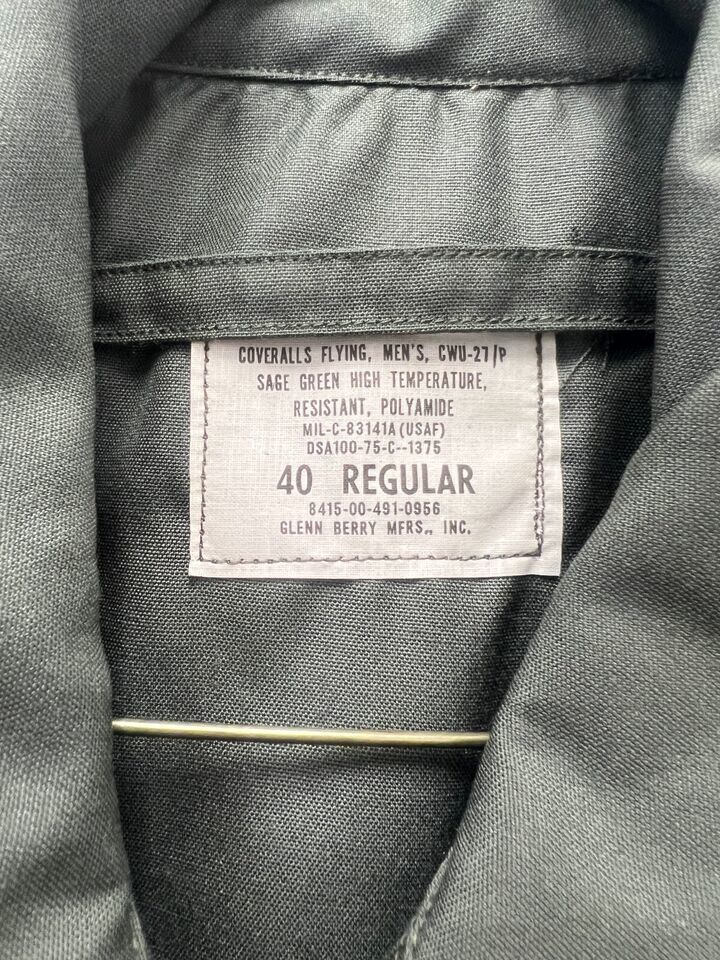 COVERALLS FLYING, MEN'S, CWU-27/P
SAGE GREEN HIGH TEMPERATURE,
RESISTANT, POLYAMIDE
MIL-C-83141A (USAF)
DSA100-75-C--1375
40 REGULAR
8415-00-491-0956
GLENN BERRY MFRS., INC.